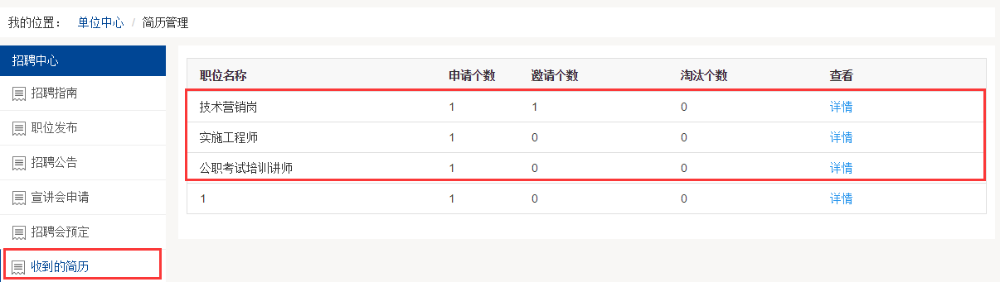 我的位置： 单位中心 / 简历管理
招聘中心
招聘指南
职位发布
招聘公告
宣讲会申请
招聘会预定
收到的简历
职位名称 申请个数 邀请个数 淘汰个数 查看
技术营销岗 1 1 0 详情
实施工程师 1 0 0 详情
公职考试培训讲师 1 0 0 详情
1 1 0 0 详情